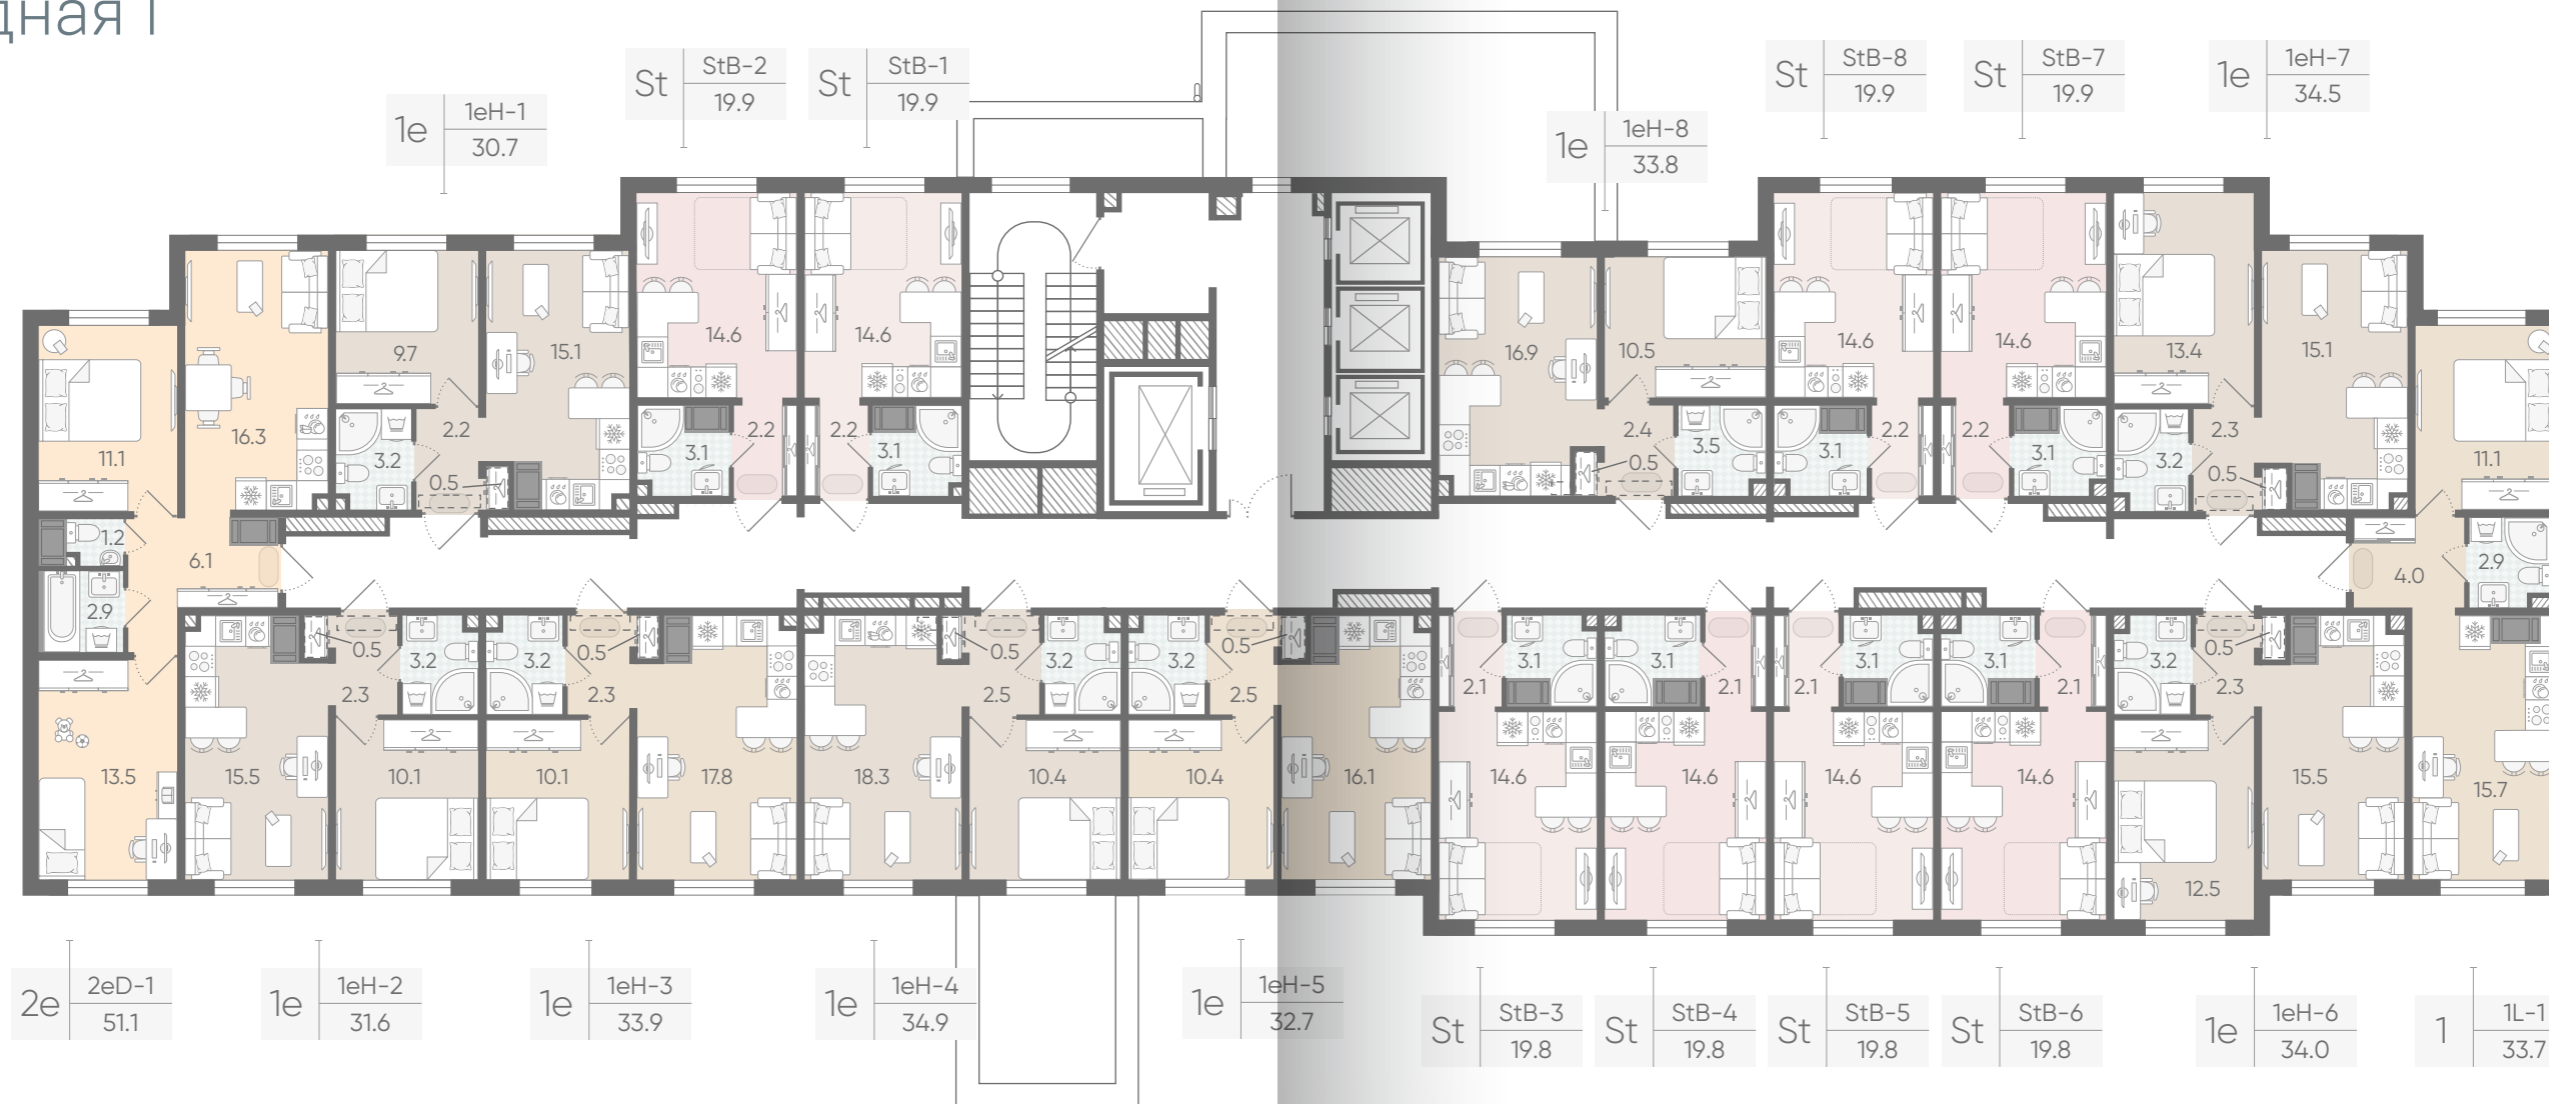 дная 1
St StB-2 19.9
St StB-1 19.9
St StB-8 19.9
St StB-7 19.9
1e 1eH-7 34.5
1e 1eH-1 30.7
1e 1eH-8 33.8
14.6 14.6 14.6 14.6
9.7 15.1 16.9 10.5 13.4 15.1
16.3 2.2 3.1 2.2 2.2 3.1 2.4 3.5 3.1 2.2 2.2 3.1 2.3
11.1 3.2 0.5 0.5 3.2 0.5 11.1
1.2
6.1 4.0 2.9
2.9
0.5 3.2 3.2 0.5 0.5 3.2 3.2 0.5 3.1 3.1 3.1 3.1 3.2 0.5
2.3 2.3 2.5 2.5 2.1 2.1 2.1 2.1 2.3
13.5 15.5 10.1 10.1 17.8 18.3 10.4 10.4 16.1 14.6 14.6 14.6 14.6 15.5 15.7
12.5
2e 2eD-1 51.1
1e 1eH-2 31.6
1e 1eH-3 33.9
1e 1eH-4 34.9
1e 1eH-5 32.7
St StB-3 19.8
St StB-4 19.8
St StB-5 19.8
St StB-6 19.8
1e 1eH-6 34.0
1 1L-1 33.7